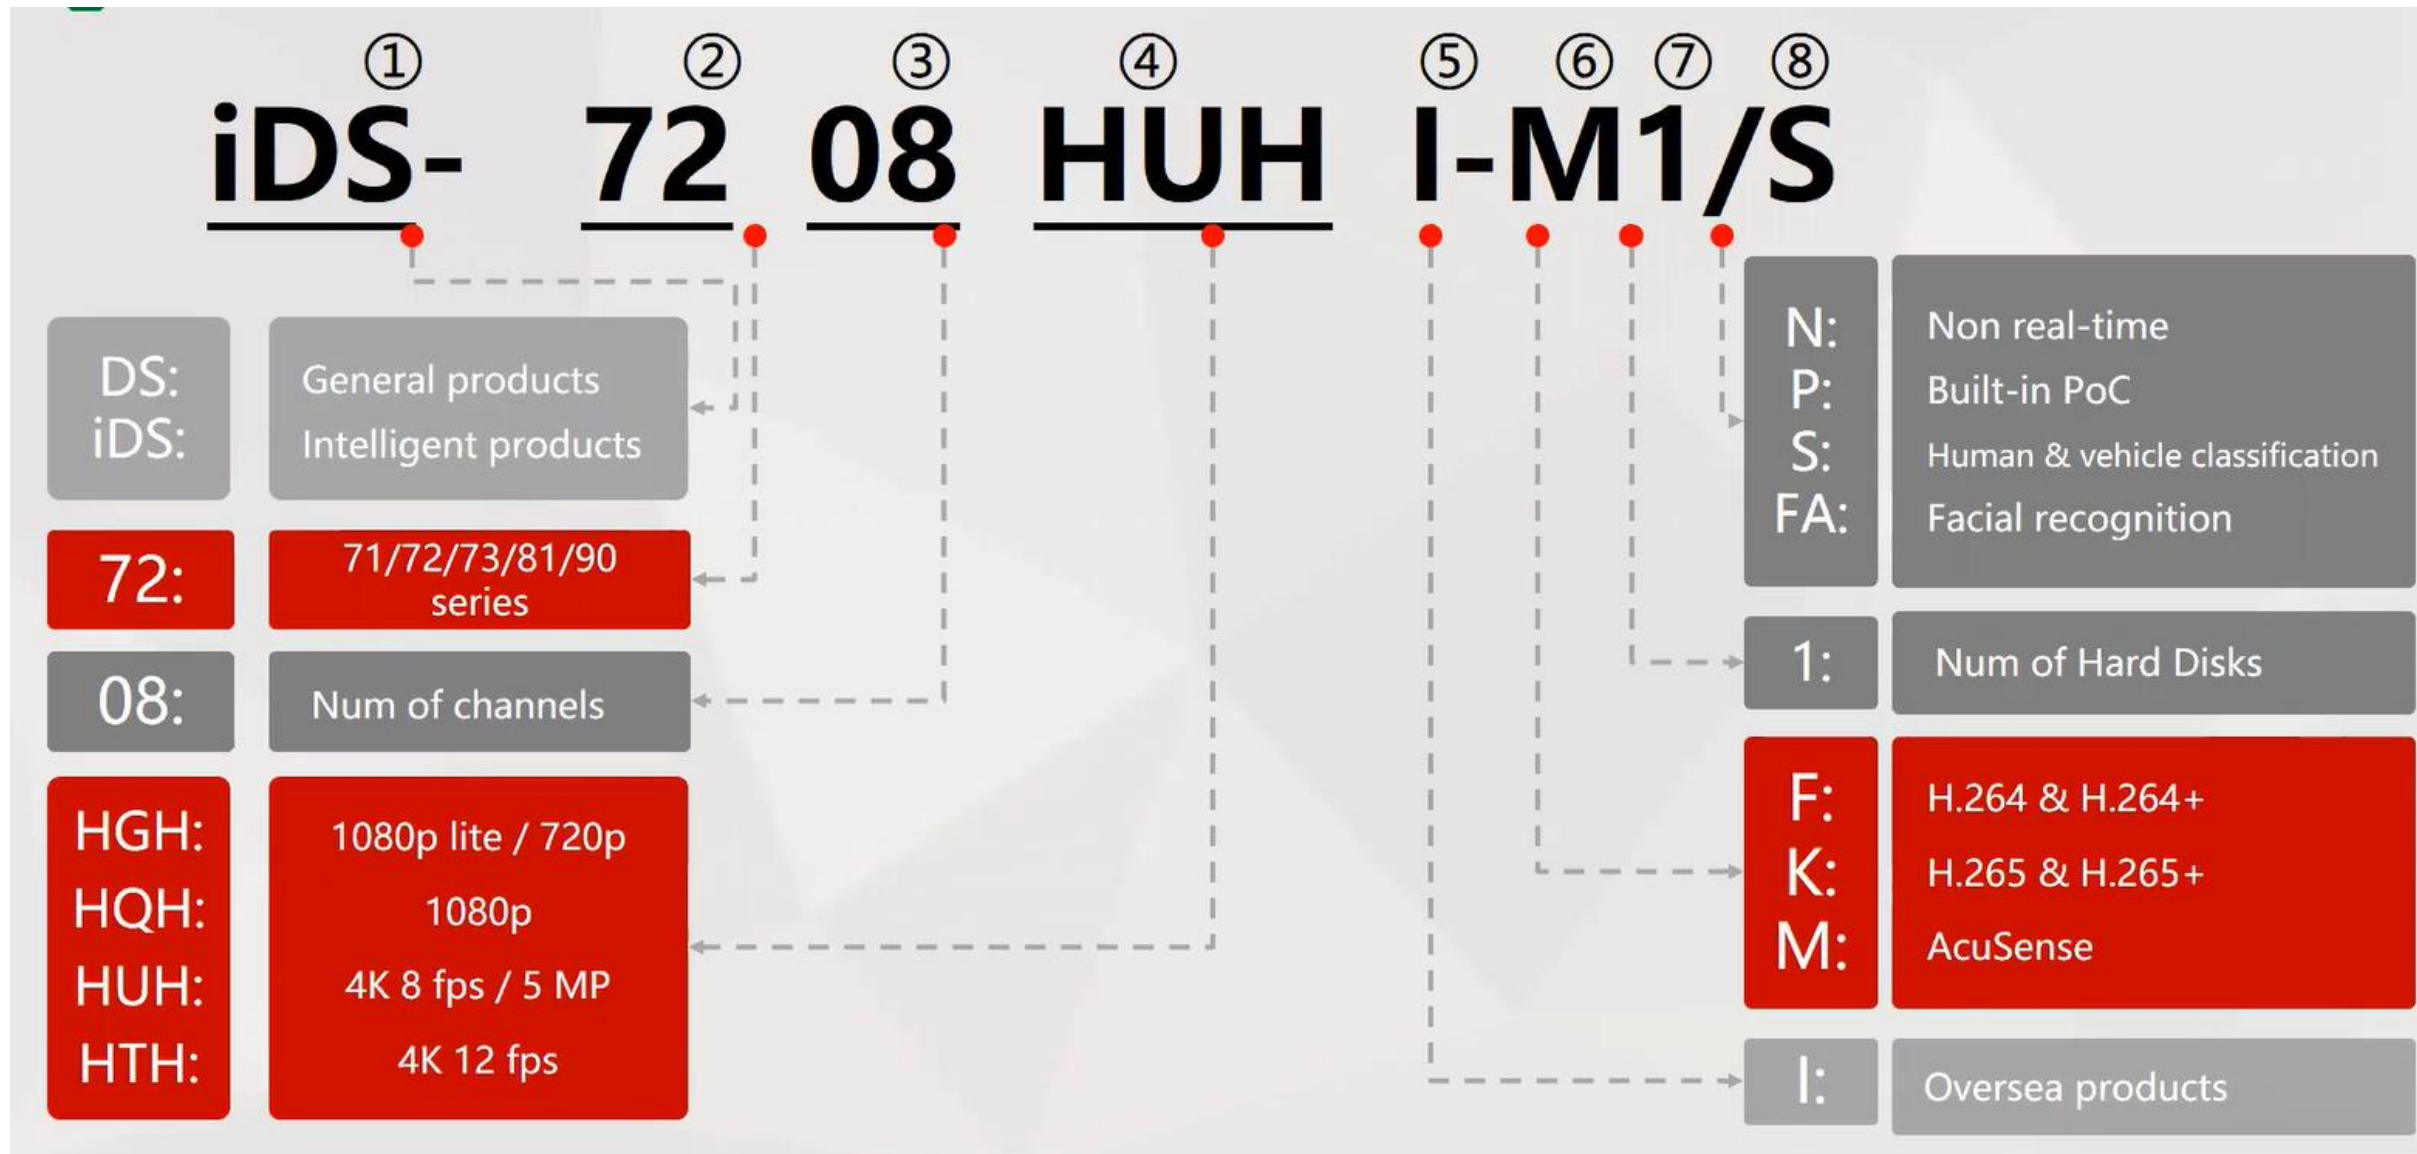 ① ② ③ ④ ⑤ ⑥ ⑦ ⑧
iDS- 72 08 HUH I-M1/S
DS: General products
iDS: Intelligent products
72: 71/72/73/81/90
series
08: Num of channels
HGH: 1080p lite / 720p
HQH: 1080p
HUH: 4K 8 fps / 5 MP
HTH: 4K 12 fps
N: Non real-time
P: Built-in PoC
S: Human & vehicle classification
FA: Facial recognition
1: Num of Hard Disks
F: H.264 & H.264+
K: H.265 & H.265+
M: AcuSense
I: Oversea products